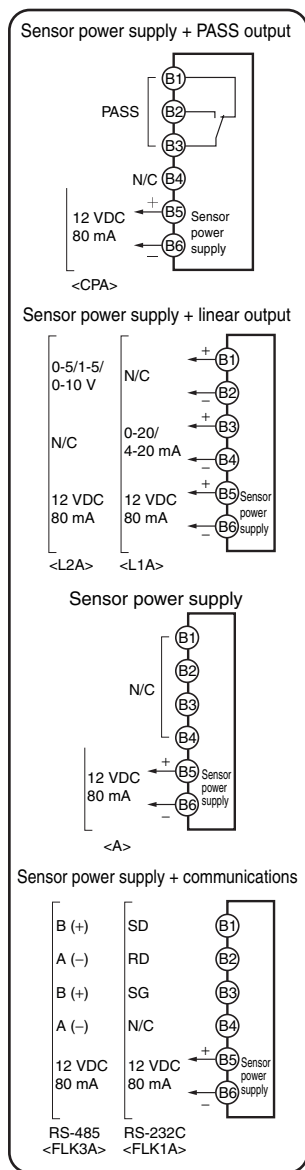 Sensor power supply + PASS output
B1
PASS
B2
B3
N/C
B4
+
12 VDC
80 mA
B5
Sensor
power
supply
B6
−
<CPA>
Sensor power supply + linear output
0-5/1-5/
0-10 V
N/C
+
B1
−
B2
N/C
0-20/
4-20 mA
+
B3
−
B4
12 VDC
80 mA
12 VDC
80 mA
+
B5
Sensor
power
supply
−
B6
<L2A>
<L1A>
Sensor power supply
B1
B2
N/C
B3
B4
+
12 VDC
80 mA
B5
Sensor
power
supply
B6
−
<A>
Sensor power supply + communications
B (+)
SD
B1
A (−)
RD
B2
B (+)
SG
B3
A (−)
N/C
B4
12 VDC
80 mA
12 VDC
80 mA
+
B5
Sensor
power
supply
−
B6
RS-485
<FLK3A>
RS-232C
<FLK1A>